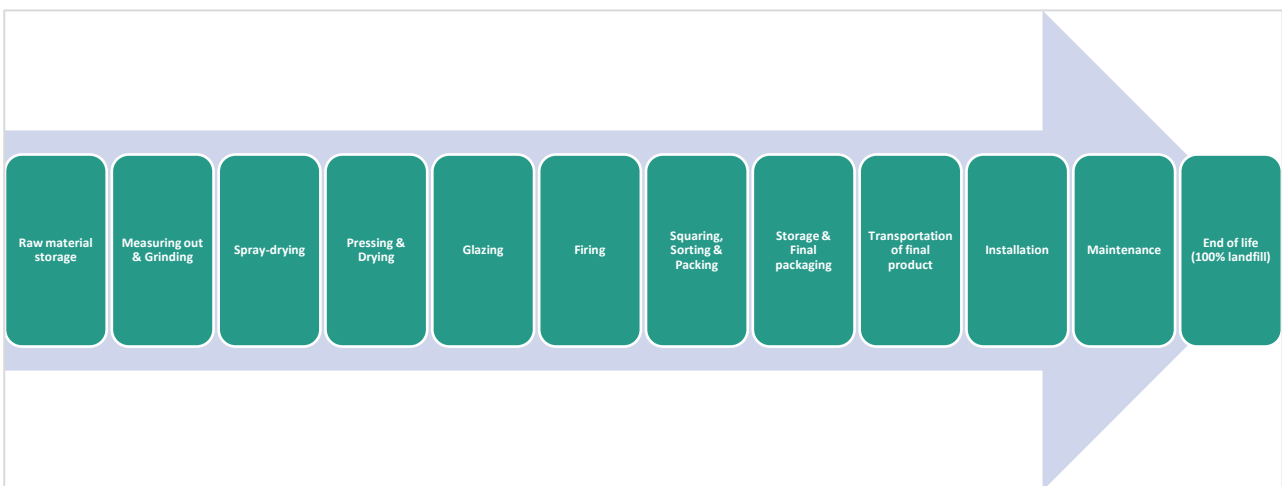 Raw material
storage
Measuring out
& Grinding
Spray-drying
Pressing &
Drying
Glazing
Firing
Squaring,
Sorting &
Packing
Storage &
Final
packaging
Transportation
of final
product
Installation
Maintenance
End of life
(100% landfill)